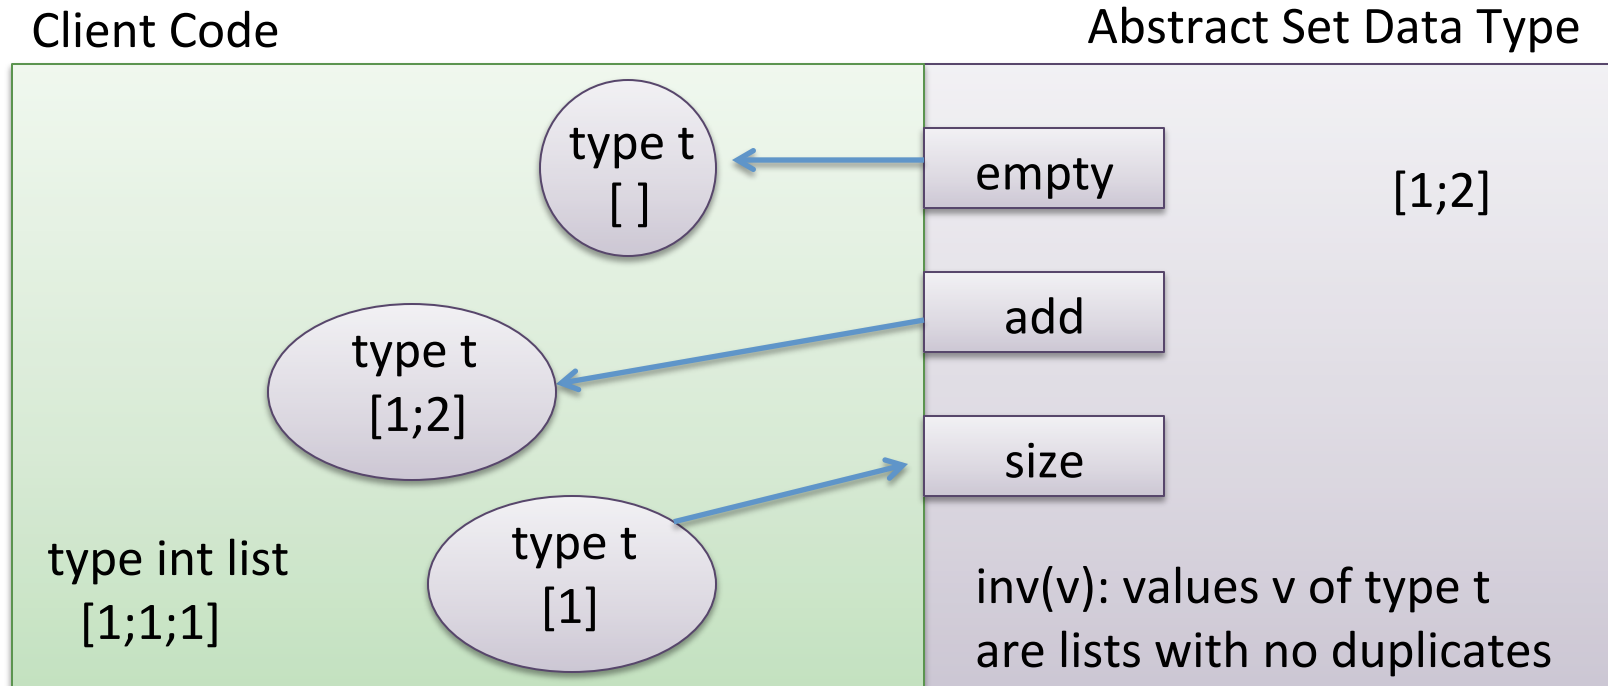 Client Code
Abstract Set Data Type
type t
[ ]
empty
[1;2]
add
type t
[1;2]
size
type t
[1]
type int list
[1;1;1]
inv(v): values v of type t
are lists with no duplicates